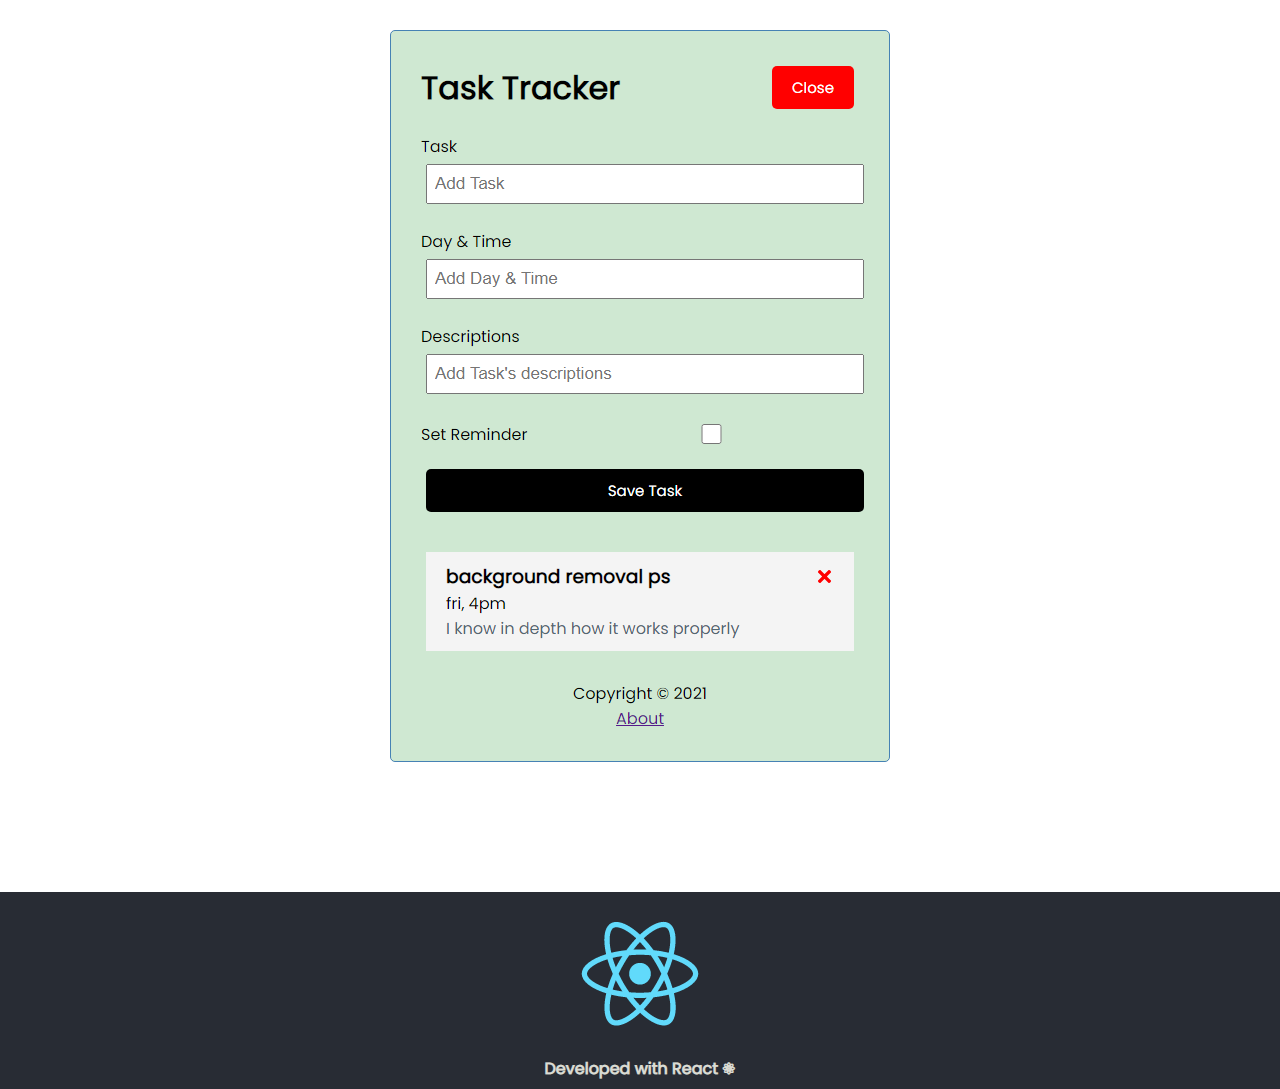 Task Tracker
Close
Task
Add Task
Day & Time
Add Day & Time
Descriptions
Add Task's descriptions
Set Reminder
Save Task
background removal ps
fri, 4pm
I know in depth how it works properly
Copyright © 2021
About
Developed with React ⚛